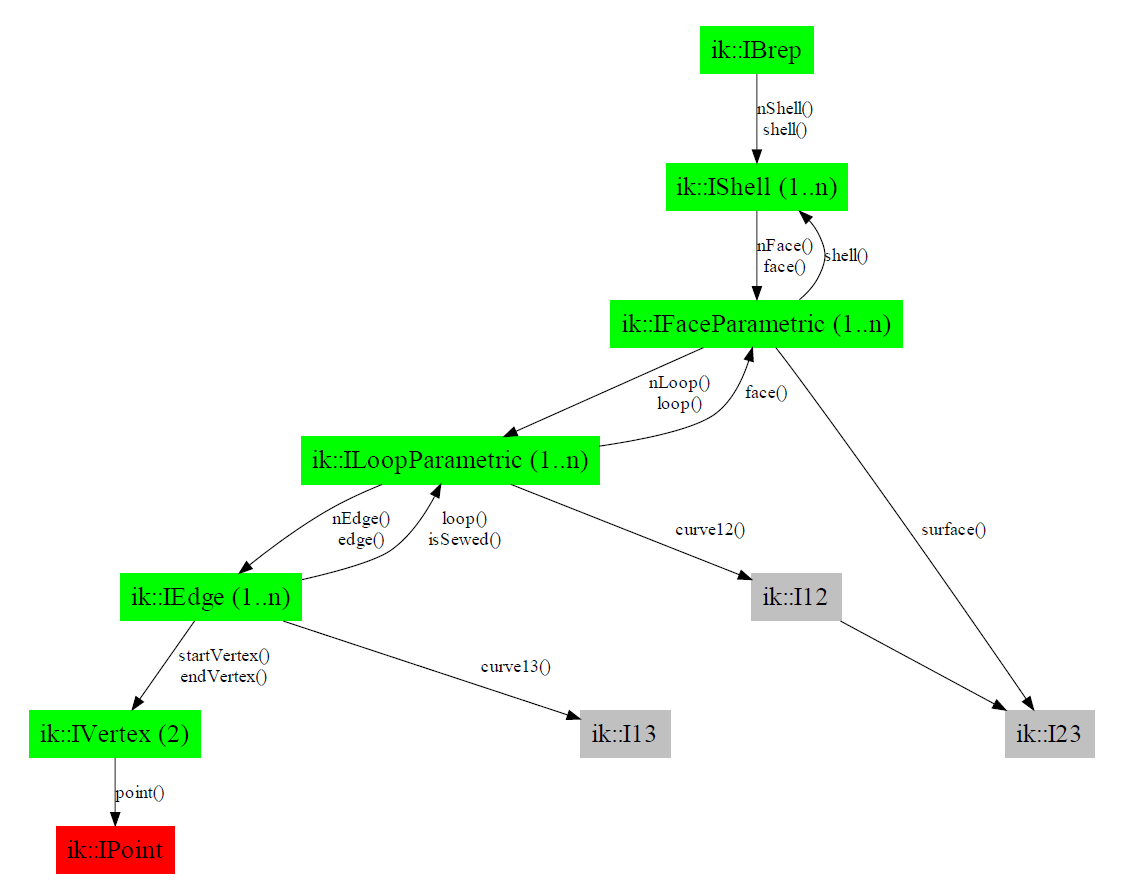 ik::IBrep
nShell()
shell()
ik::IShell (1..n)
nFace()
face()
shell()
ik::IFaceParametric (1..n)
nLoop()
loop()
face()
ik::ILoopParametric (1..n)
nEdge()
edge()
loop()
isSewed()
curve12()
surface()
ik::IEdge (1..n)
ik::I12
startVertex()
endVertex()
curve13()
ik::IVertex (2)
ik::I13
ik::I23
point()
ik::IPoint